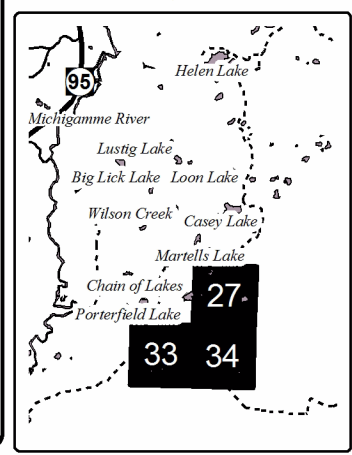 Helen Lake
95
Michigamme River
Lustig Lake
Big Lick Lake Loon Lake
Wilson Creek
Casey Lake
Martells Lake
Chain of Lakes
27
Porterfield Lake
33 34